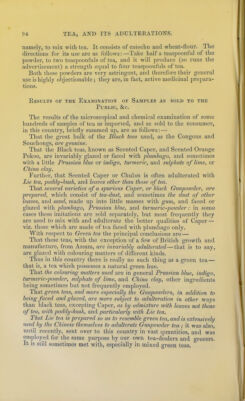 94 TEA, AND ITS ADULTERATIONS.
namely, to mix with tea. It consists of catechu and wheat-flour. The
directions for its use are as follows:—Take half a teaspoonful of the
powder, to two teaspoonfuls of tea, and it will produce (so runs the
advertisement) a strength equal to four teaspoonfuls of tea.
Both these powders are very astringent, and therefore their general
use is highly objectionable; they are, in fact, active medicinal prepara-
tions.
RESULTS OF THE EXAMINATION OF SAMPLES AS SOLD TO THE
PUBLIC, &C.
The results of the microscopical and chemical examination of some
hundreds of samples of tea as imported, and as sold to the consumer,
in this country, briefly summed up, are as follows:—
That the great bulk of the Black teas used, as the Congous and
Souchongs, are genuine.
That the Black teas, known as Scented Caper, and Scented Orange
Pekoe, are invariably glazed or faced with plumbago, and sometimes
with a little Prussian blue or indigo, turmeric, and sulphate of lime, or
China clay.
Further, that Scented Caper or Chulan is often adulterated with
Lie tea, paddy-husk, and leaves other than those of tea.
That several varieties of a spurious Caper, or black Gunpowder, are
prepared, which consist of tea-dust, and sometimes the dust of other
leaves, and sand, made up into little masses with gum, and faced or
glazed with plumbago, Prussian blue, and turmeric-powder: in some
cases these imitations are sold separately, but most frequently they
are used to mix with and adulterate the better qualities of Caper—
viz. those which are made of tea faced with plumbago only.
With respect to Green tea the principal conclusions are—
That these teas, with the exception of a few of British growth and
manufacture, from Assam, are invariably adulterated—that is to say,
are glazed with colouring matters of different kinds.
That in this country there is really no such thing as a green tea—
that is, a tea which possesses a natural green hue.
That the colouring matters used are in general Prussian blue, indigo,
turmeric-powder, sulphate of lime, and China clay, other ingredients
being sometimes but not frequently employed.
That green teas, and more especially the Gunpowders, in addition to
being faced and glazed, are more subject to adulteration in other ways
than black teas, excepting Caper, as by admixture with leaves not those
of tea, with paddy-husk, and particularly with Lie tea.
That Lie tea is prepared so as to resemble green tea, and is extensively
used by the Chinese themselves to adulterate Gunpowder tea; it was also,
until recently, sent over to this country in vast quantities, and was
employed for the same purpose by our own tea-dealers and grocers.
It is still sometimes met with, especially in mixed green teas.